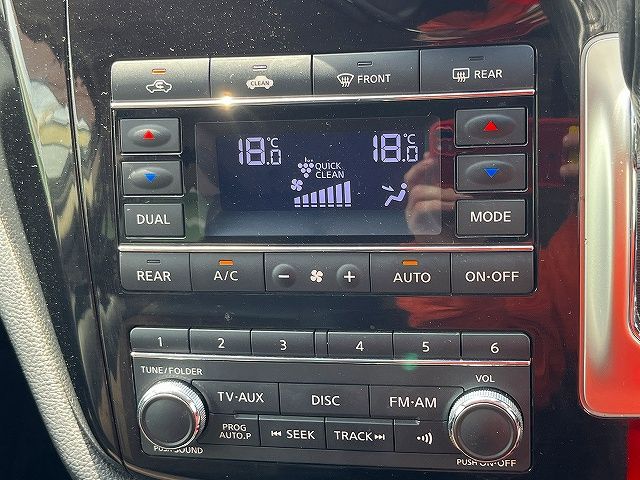 CLEAN
FRONT
REAR
18.0°C
18.0°C
QUICK
CLEAN
DUAL
MODE
REAR
A/C
- +
AUTO
ON·OFF
1 2 3 4 5 6
TUNE/FOLDER
VOL
TV·AUX
DISC
FM·AM
PROG
AUTO.P
SEEK
TRACK
PUSH SOUND
PUSH ON·OFF